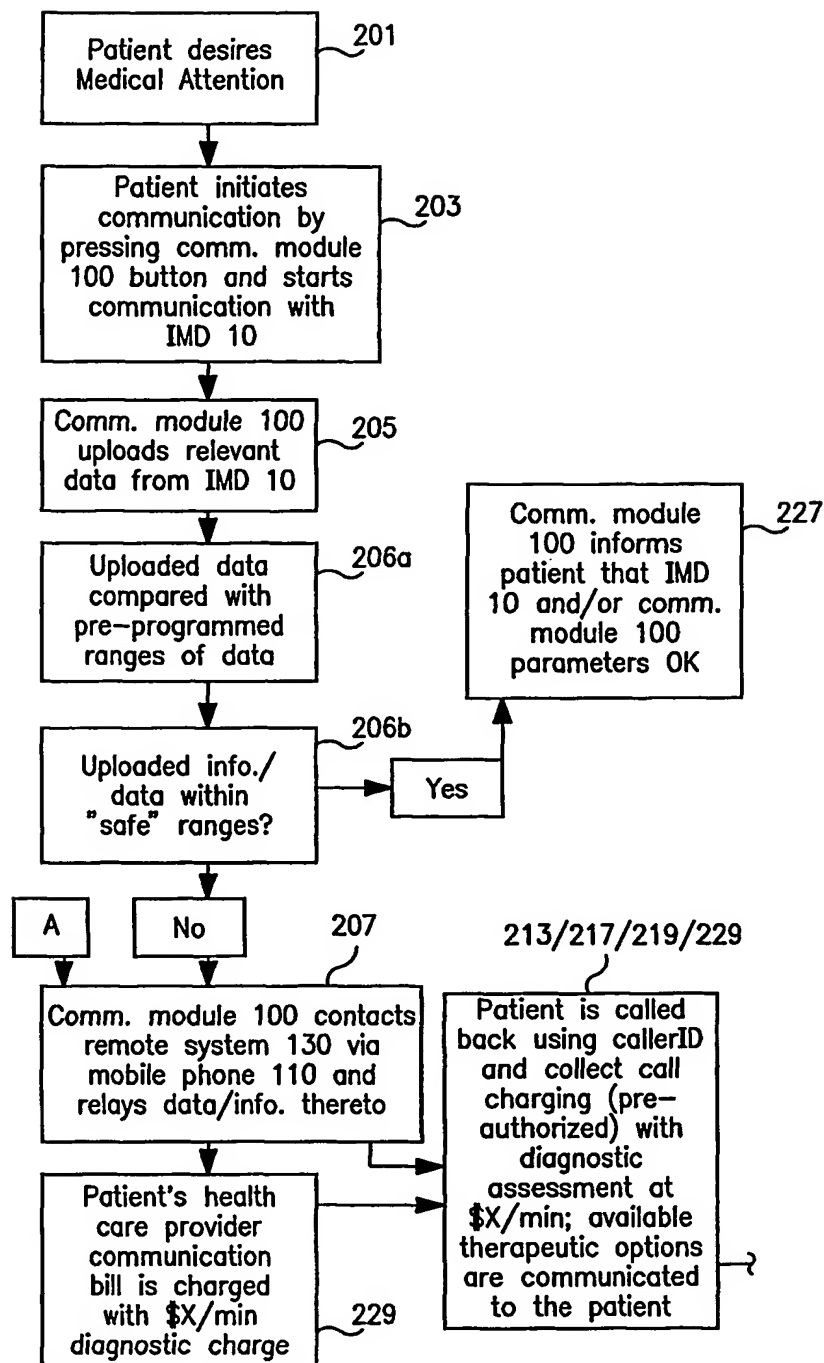 Patient desires
Medical Attention
201
Patient initiates
communication by
pressing comm. module
100 button and starts
communication with
IMD 10
203
Comm. module 100
uploads relevant
data from IMD 10
205
Uploaded data
compared with
pre-programmed
ranges of data
206a
Comm. module
100 informs
patient that IMD
10 and/or comm.
module 100
parameters OK
227
Uploaded info./
data within
"safe" ranges?
206b
Yes
A
No
Comm. module 100 contacts
remote system 130 via
mobile phone 110 and
relays data/info. thereto
207
213/217/219/229
Patient is called
back using callerID
and collect call
charging (pre-
authorized) with
diagnostic
assessment at
$X/min; available
therapeutic options
are communicated
to the patient
Patient's health
care provider
communication
bill is charged
with $X/min
diagnostic charge
229